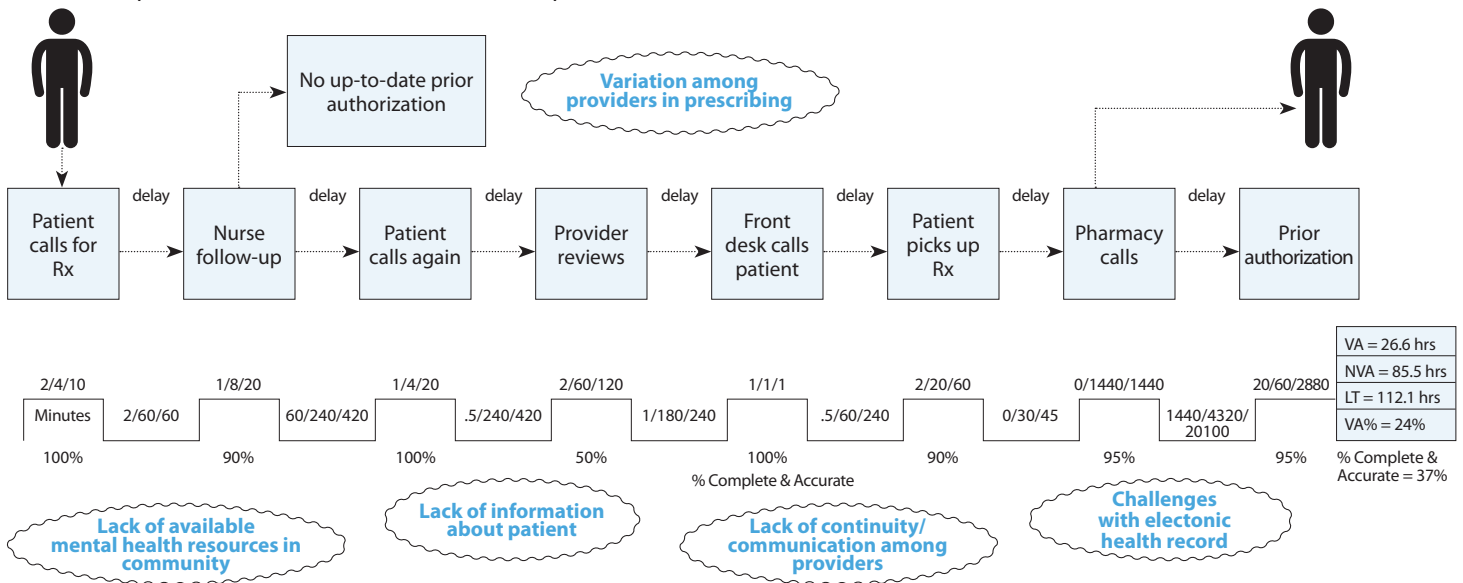 No up-to-date prior
authorization
Variation among
providers in prescribing
delay
delay
delay
delay
delay
delay
delay
Patient
calls for
Rx
Nurse
follow-up
Patient
calls again
Provider
reviews
Front
desk calls
patient
Patient
picks up
Rx
Pharmacy
calls
Prior
authorization
2/4/10
1/8/20
1/4/20
2/60/120
1/1/1
2/20/60
0/1440/1440
20/60/2880
Minutes
2/60/60
60/240/420
.5/240/420
1/180/240
.5/60/240
0/30/45
1440/4320/
20100
VA = 26.6 hrs
NVA = 85.5 hrs
LT = 112.1 hrs
VA% = 24%
100%
90%
100%
50%
100%
90%
95%
95%
% Complete & Accurate
% Complete &
Accurate = 37%
Lack of available
mental health resources in
community
Lack of information
about patient
Lack of continuity/
communication among
providers
Challenges
with electonic
health record